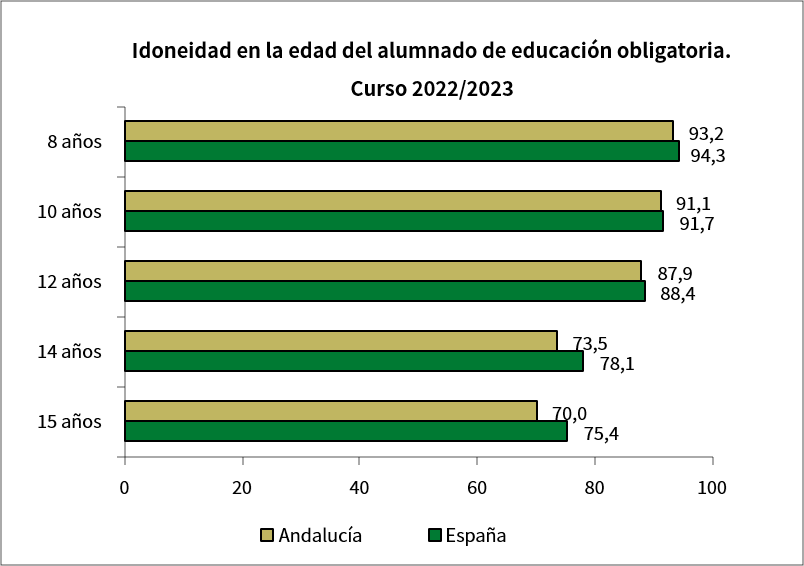 Idoneidad en la edad del alumnado de educación obligatoria.
Curso 2022/2023
8 años
93,2
94,3
10 años
91,1
91,7
12 años
87,9
88,4
14 años
73,5
78,1
15 años
70,0
75,4
0 20 40 60 80 100
Andalucía España